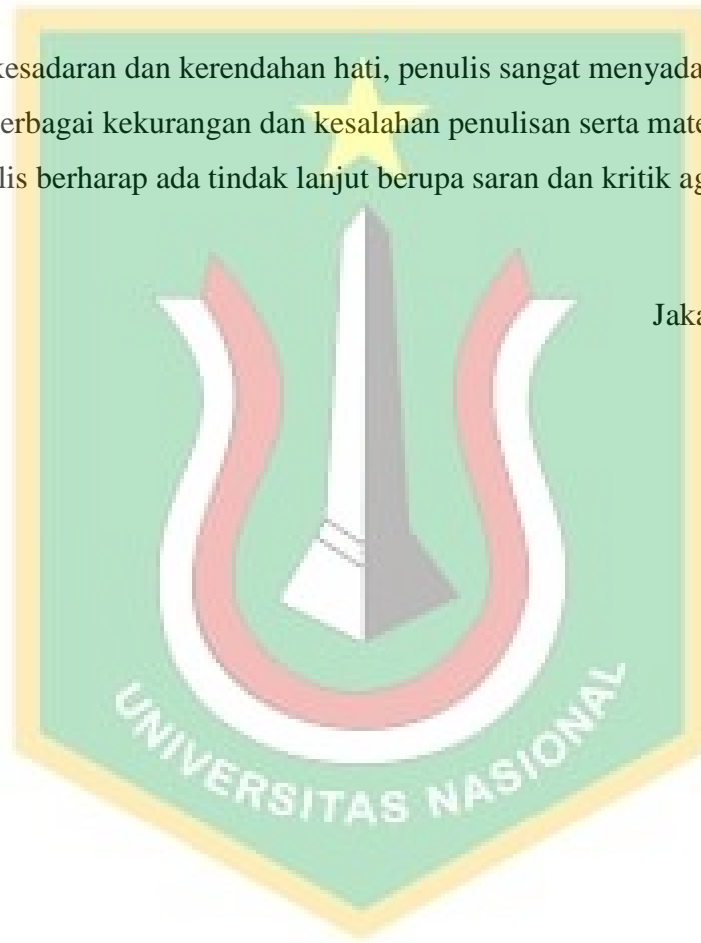 kesadaran dan kerendahan hati, penulis sangat menyada
erbagai kekurangan dan kesalahan penulisan serta mate
lis berharap ada tindak lanjut berupa saran dan kritik ag
Jaka
UNIVERSITAS NASIONAL